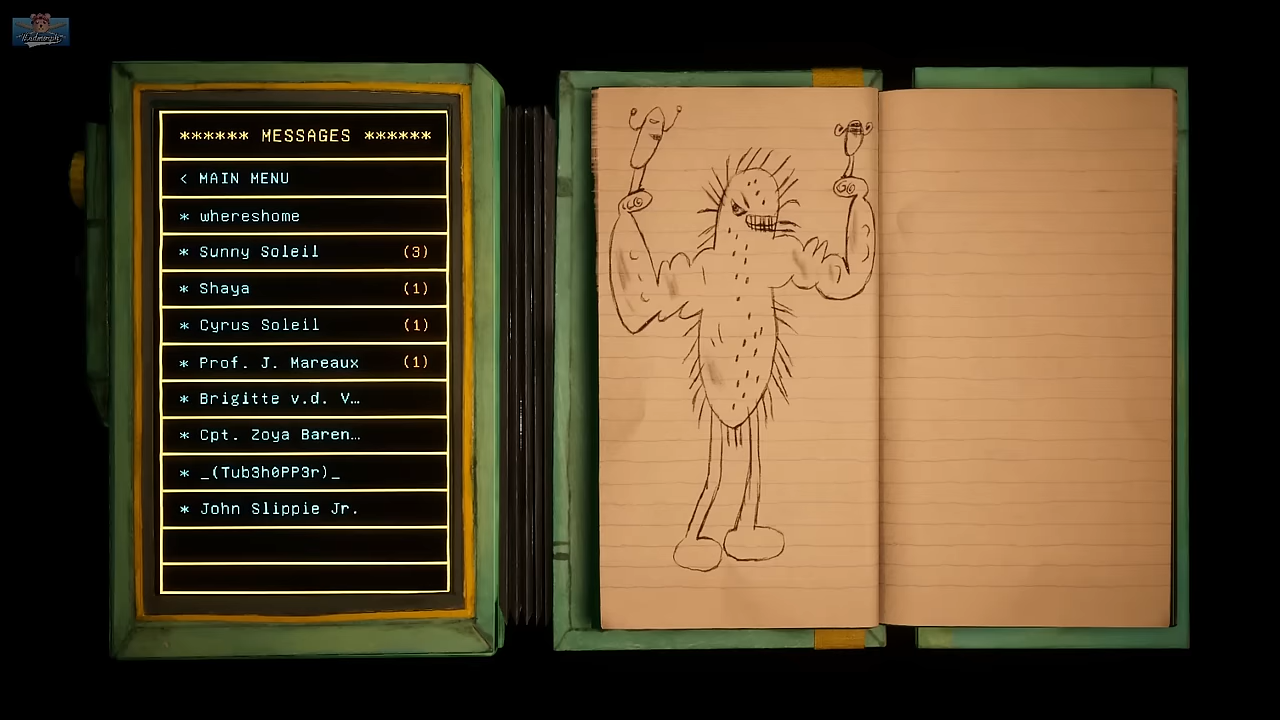 ****** MESSAGES ******
< MAIN MENU
* whereshome
* Sunny Soleil (3)
* Shaya (1)
* Cyrus Soleil (1)
* Prof. J. Mareaux (1)
* Brigitte v.d. V…
* Cpt. Zoya Baren…
* _(Tub3h0PP3r)_
* John Slippie Jr.